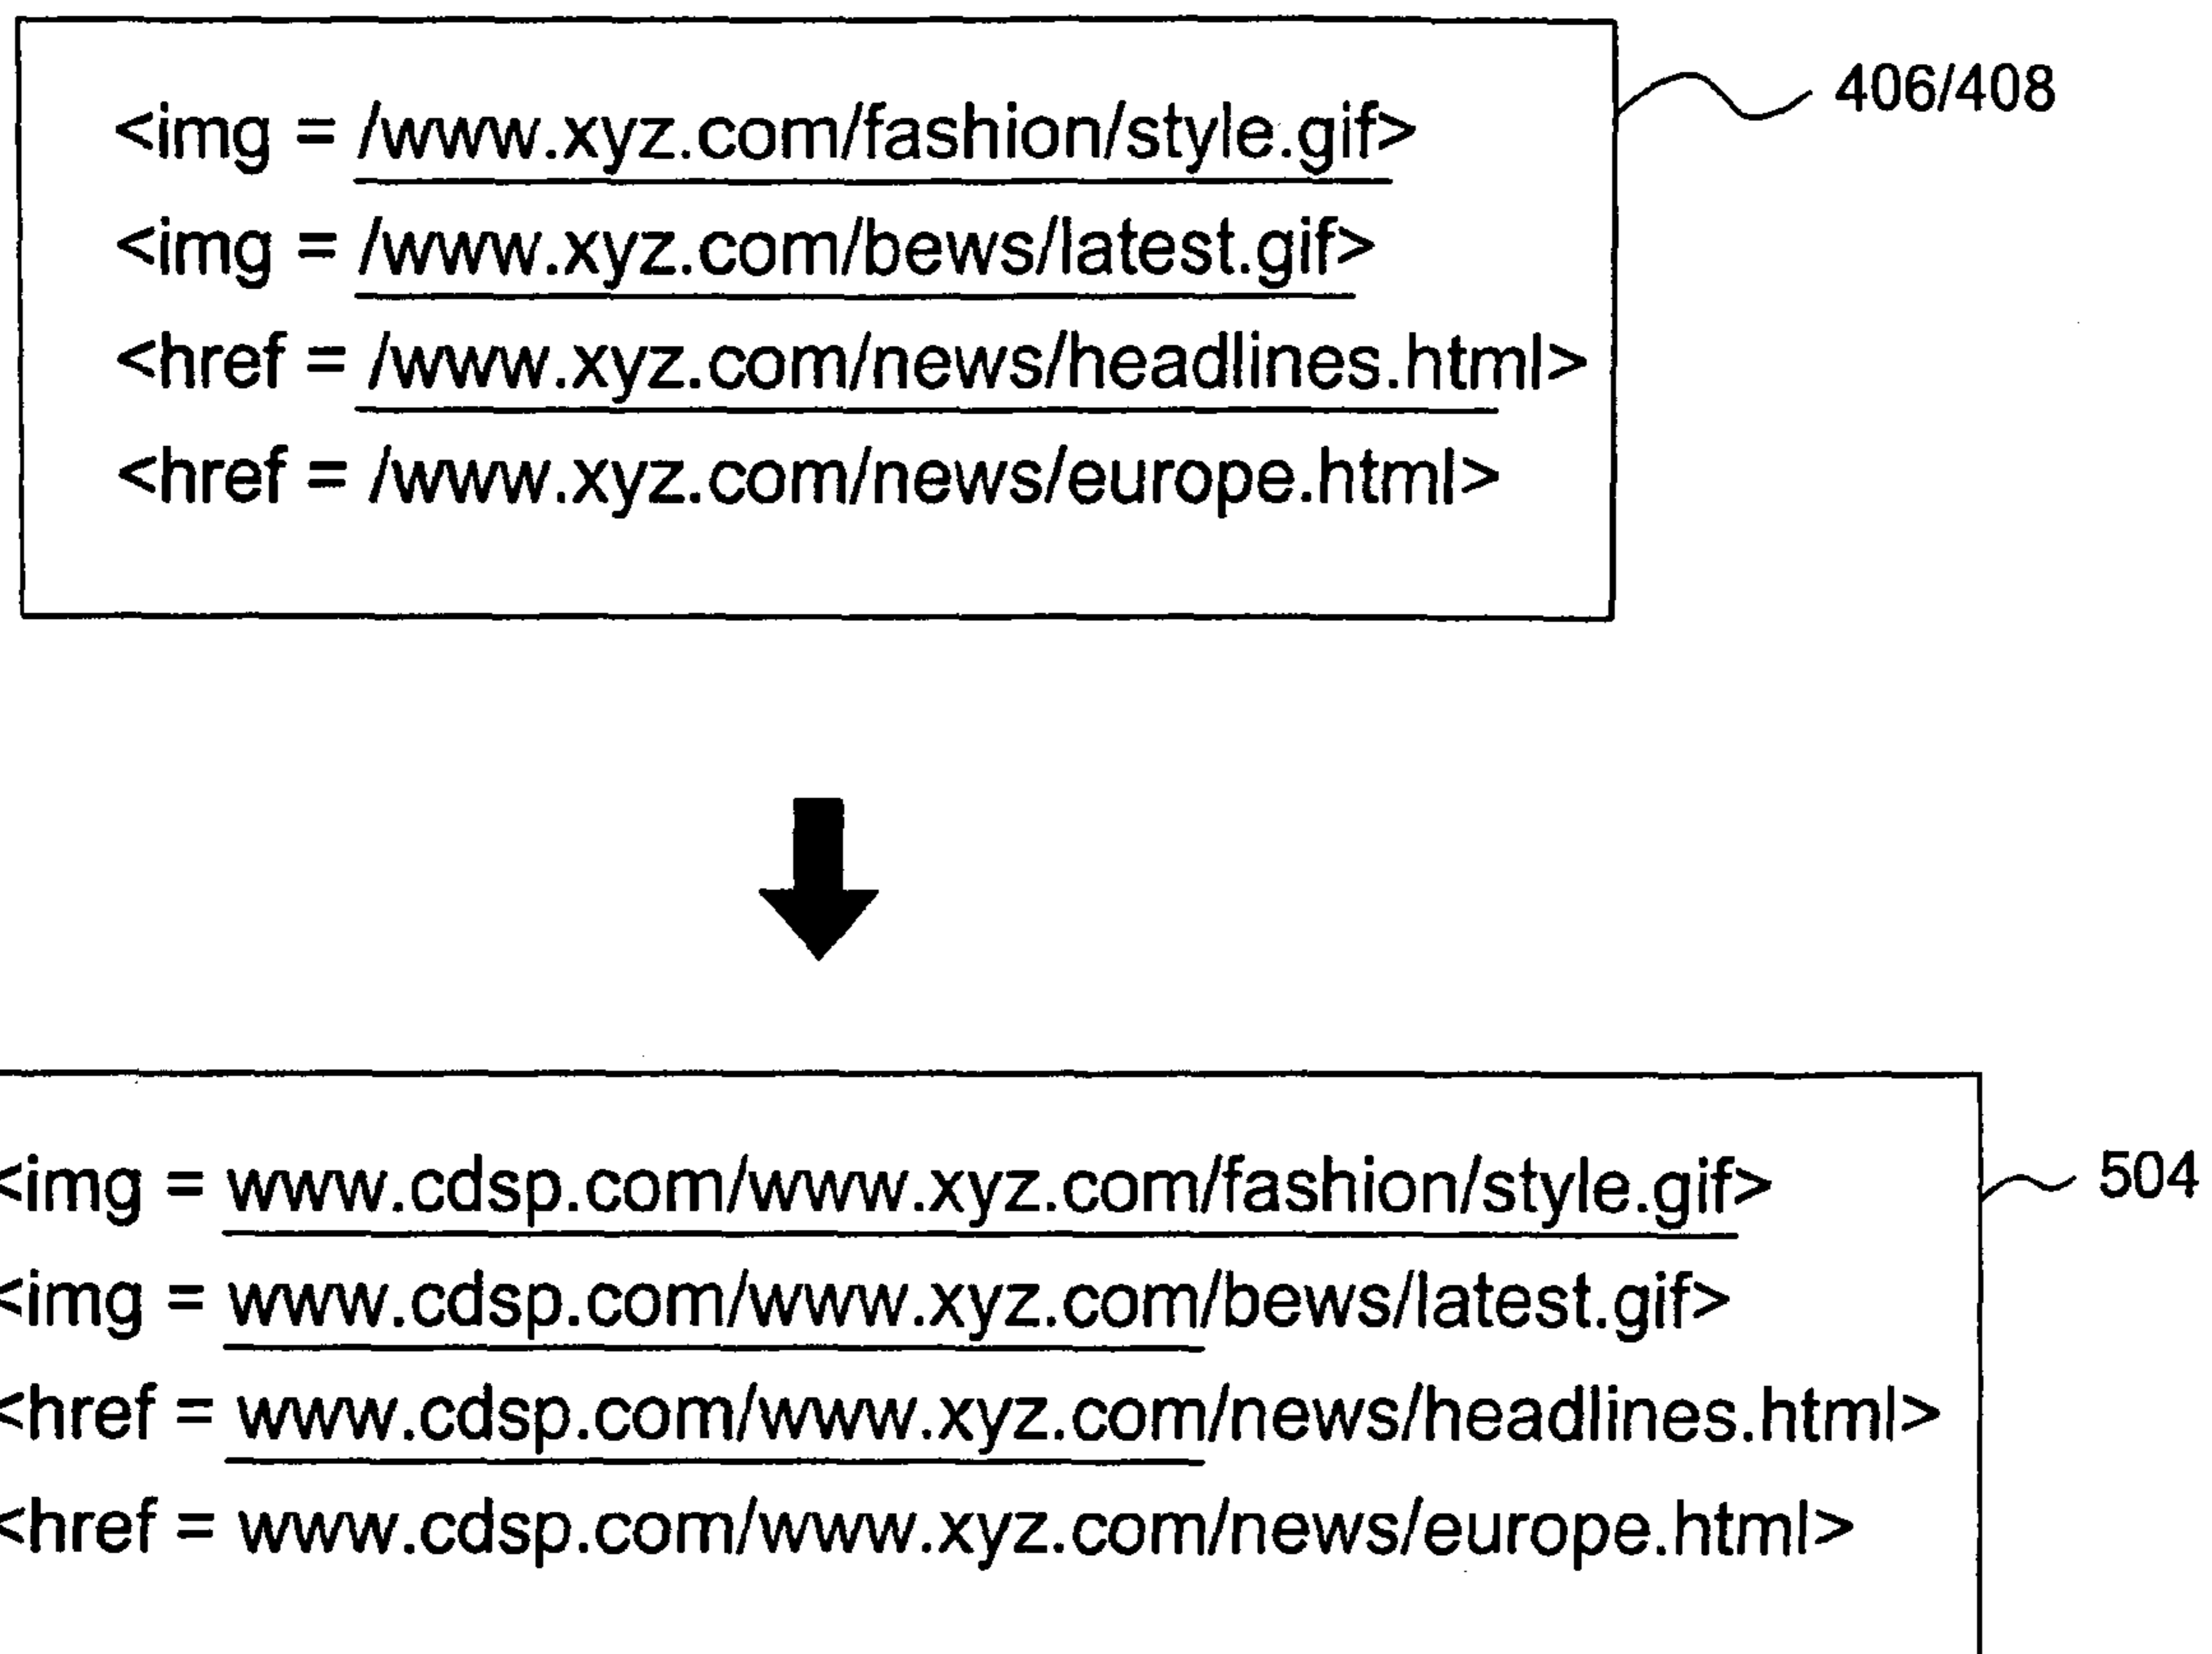 <img = /www.xyz.com/fashion/style.gif> 406/408
<img = /www.xyz.com/bews/latest.gif>
<href = /www.xyz.com/news/headlines.html>
<href = /www.xyz.com/news/europe.html>
<img = www.cdsp.com/www.xyz.com/fashion/style.gif> 504
<img = www.cdsp.com/www.xyz.com/bews/latest.gif>
<href = www.cdsp.com/www.xyz.com/news/headlines.html>
<href = www.cdsp.com/www.xyz.com/news/europe.html>